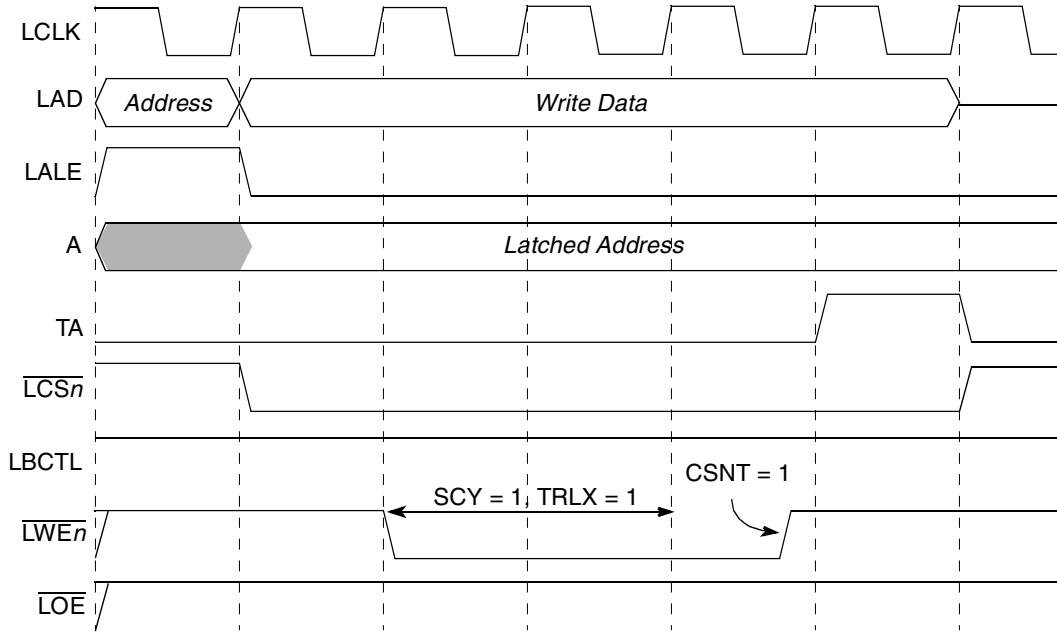 LCLK
LAD Address Write Data
LALE
A Latched Address
TA
LCSn
LBCTL
CSNT = 1
SCY = 1, TRLX = 1
LWEn
LOE